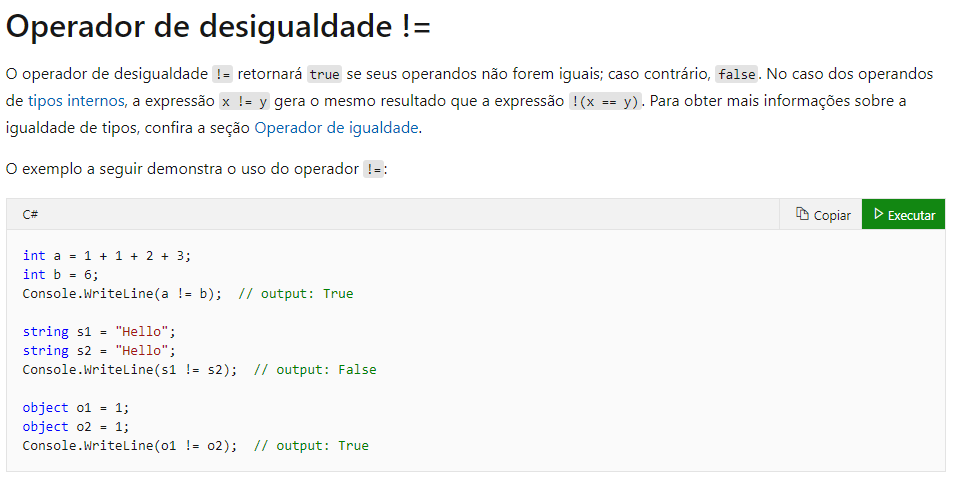 Operador de desigualdade !=
O operador de desigualdade != retornará true se seus operandos não forem iguais; caso contrário, false. No caso dos operandos
de tipos internos, a expressão x != y gera o mesmo resultado que a expressão !(x == y). Para obter mais informações sobre a
igualdade de tipos, confira a seção Operador de igualdade.
O exemplo a seguir demonstra o uso do operador !=:
C# Copiar Executar
int a = 1 + 1 + 2 + 3;
int b = 6;
Console.WriteLine(a != b);  // output: True
string s1 = "Hello";
string s2 = "Hello";
Console.WriteLine(s1 != s2);  // output: False
object o1 = 1;
object o2 = 1;
Console.WriteLine(o1 != o2);  // output: True